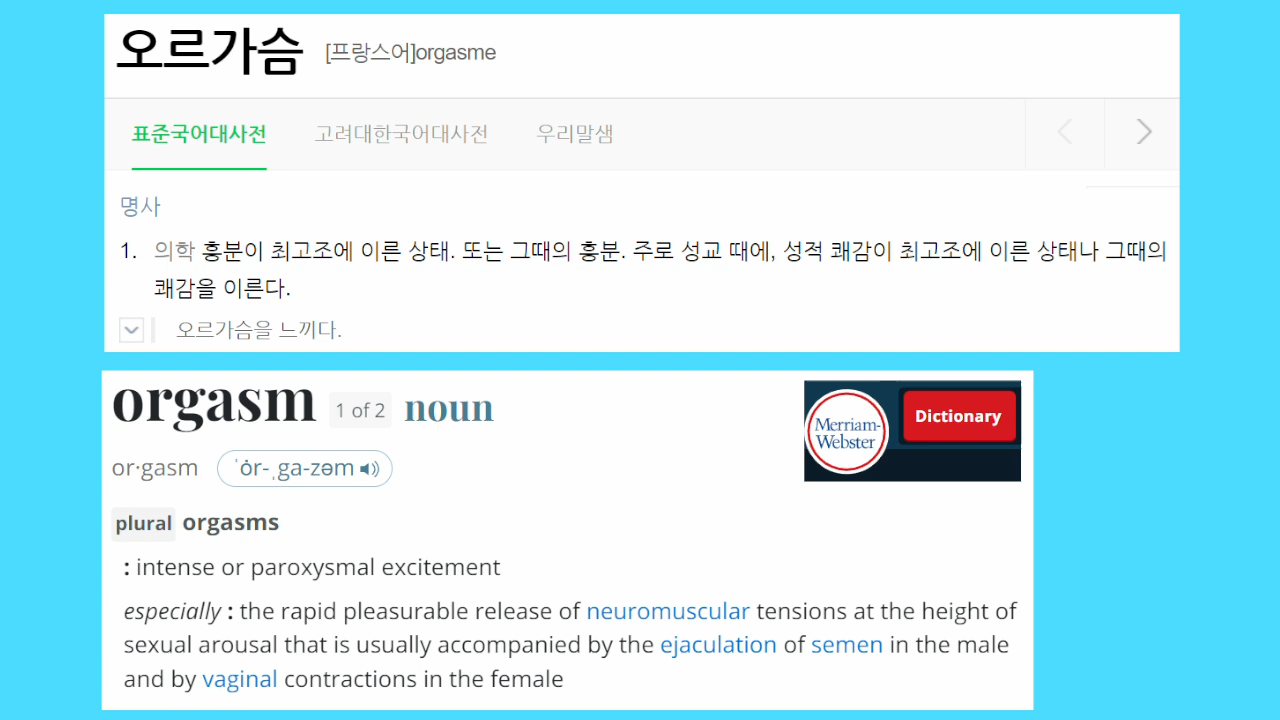 오르가슴 [프랑스어]orgasme
표준국어대사전 고려대한국어대사전 우리말샘
명사
1. 의학 흥분이 최고조에 이른 상태. 또는 그때의 흥분. 주로 성교 때에, 성적 쾌감이 최고조에 이른 상태나 그때의
쾌감을 이른다.
오르가슴을 느끼다.
orgasm 1 of 2 noun
Merriam-
Webster
Dictionary
or·gasm ˈȯr-ˌga-zəm
plural orgasms
: intense or paroxysmal excitement
especially : the rapid pleasurable release of neuromuscular tensions at the height of
sexual arousal that is usually accompanied by the ejaculation of semen in the male
and by vaginal contractions in the female